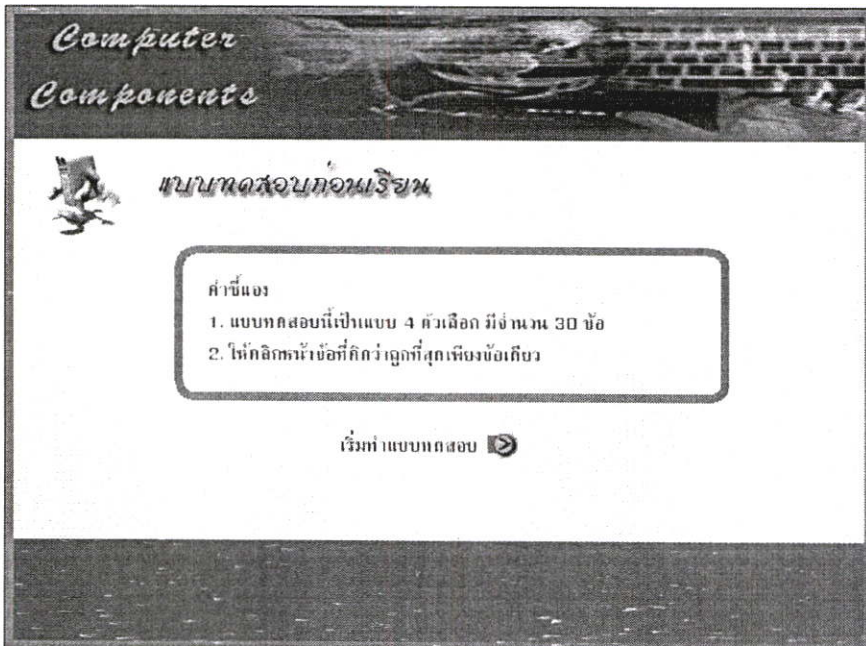 Computer
Components
แบบทดสอบก่อนเรียน
คำชี้แจง
1. แบบทดสอบนี้เป็นแบบ 4 ตัวเลือก มีจำนวน 30 ข้อ
2. ให้คลิกหน้าข้อที่คิดว่าถูกที่สุดเพียงข้อเดียว
เริ่มทำแบบทดสอบ